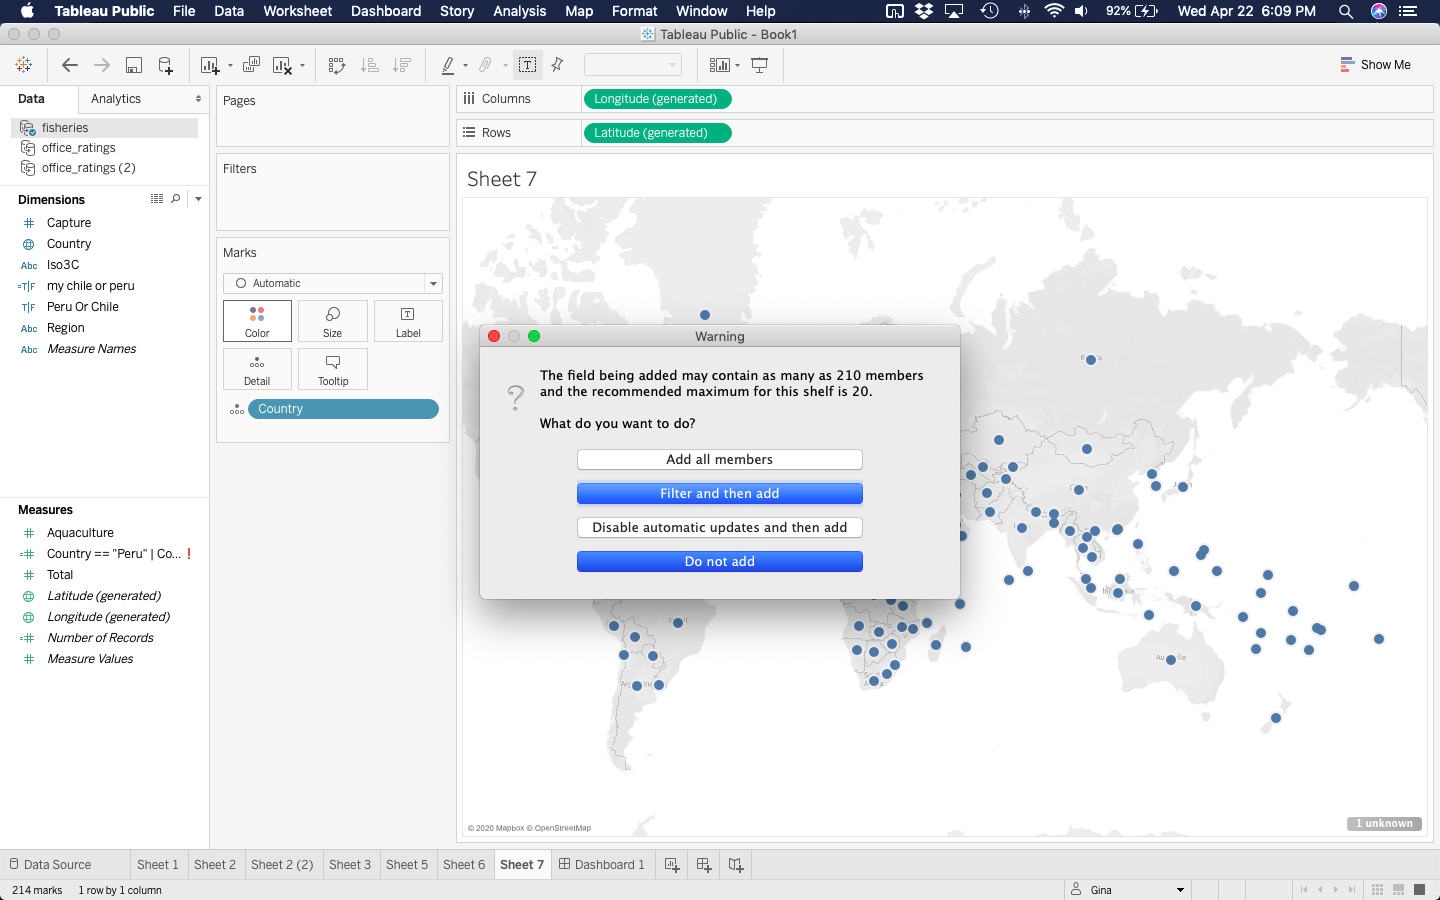 Tableau Public File Data Worksheet Dashboard Story Analysis Map Format Window Help 92% Wed Apr 22 6:09 PM
Tableau Public - Book1
Show Me
Data Analytics
fisheries
office_ratings
office_ratings (2)
Dimensions
# Capture
Country
Abc Iso3C
=T|F my chile or peru
T|F Peru Or Chile
Abc Region
Abc Measure Names
Measures
# Aquaculture
=# Country == "Peru" | Co... !
# Total
Latitude (generated)
Longitude (generated)
=# Number of Records
# Measure Values
Pages
Filters
Marks
Automatic
Color Size Label
Detail Tooltip
Country
Columns Longitude (generated)
Rows Latitude (generated)
Sheet 7
Warning
?
The field being added may contain as many as 210 members
and the recommended maximum for this shelf is 20.
What do you want to do?
Add all members
Filter and then add
Disable automatic updates and then add
Do not add
© 2020 Mapbox © OpenStreetMap
1 unknown
Data Source Sheet 1 Sheet 2 Sheet 2 (2) Sheet 3 Sheet 5 Sheet 6 Sheet 7 Dashboard 1
214 marks 1 row by 1 column Gina